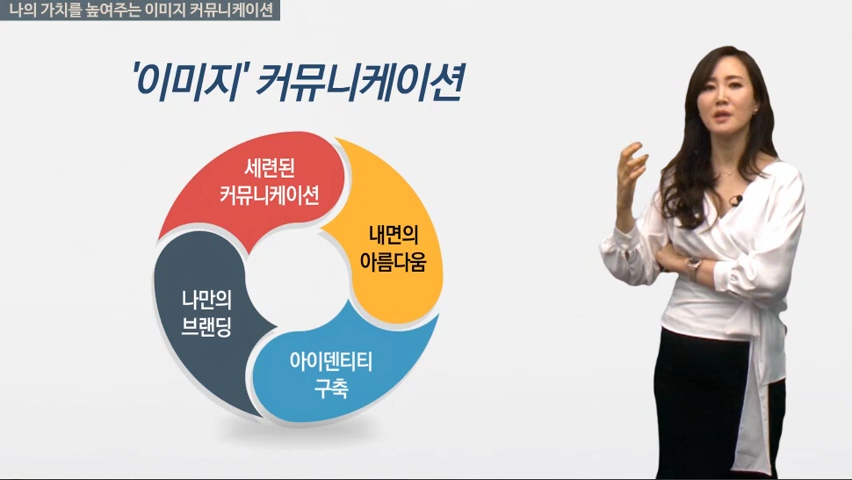 나의 가치를 높여주는 이미지 커뮤니케이션
'이미지' 커뮤니케이션
세련된
커뮤니케이션
내면의
아름다움
나만의
브랜딩
아이덴티티
구축